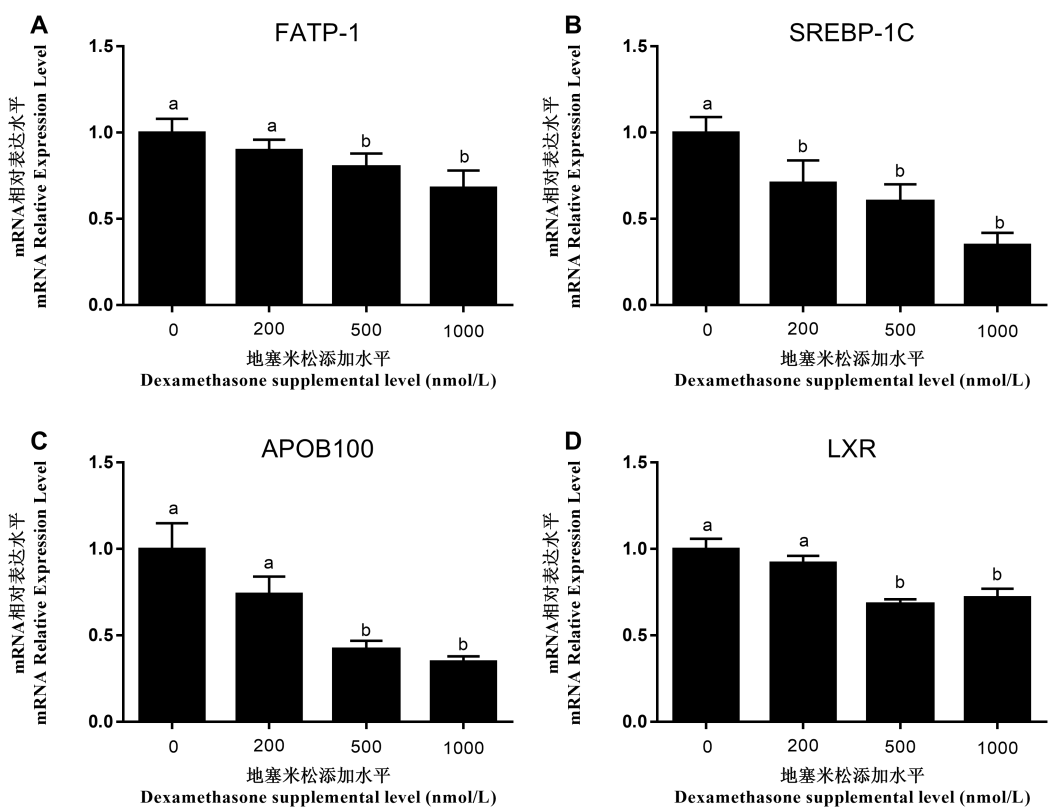 A
FATP-1
mRNA相对表达水平
mRNA Relative Expression Level
1.5
1.0
0.5
0.0
a
a
b
b
0
200
500
1000
地塞米松添加水平
Dexamethasone supplemental level (nmol/L)
B
SREBP-1C
mRNA相对表达水平
mRNA Relative Expression Level
1.5
1.0
0.5
0.0
a
b
b
b
0
200
500
1000
地塞米松添加水平
Dexamethasone supplemental level (nmol/L)
C
APOB100
mRNA相对表达水平
mRNA Relative Expression Level
1.5
1.0
0.5
0.0
a
a
b
b
0
200
500
1000
地塞米松添加水平
Dexamethasone supplemental level (nmol/L)
D
LXR
mRNA相对表达水平
mRNA Relative Expression Level
1.5
1.0
0.5
0.0
a
a
b
b
0
200
500
1000
地塞米松添加水平
Dexamethasone supplemental level (nmol/L)